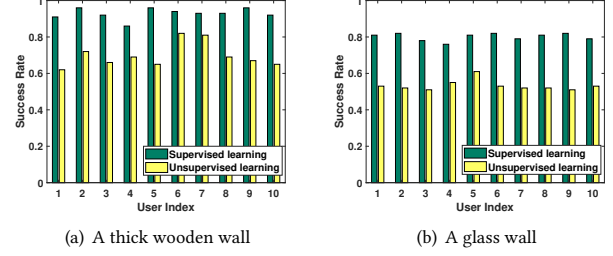 1
0.8
0.6
0.4
0.2
0
Success Rate
Supervised learning
Unsupervised learning
1 2 3 4 5 6 7 8 9 10
User Index
(a) A thick wooden wall
1
0.8
0.6
0.4
0.2
0
Success Rate
Supervised learning
Unsupervised learning
1 2 3 4 5 6 7 8 9 10
User Index
(b) A glass wall